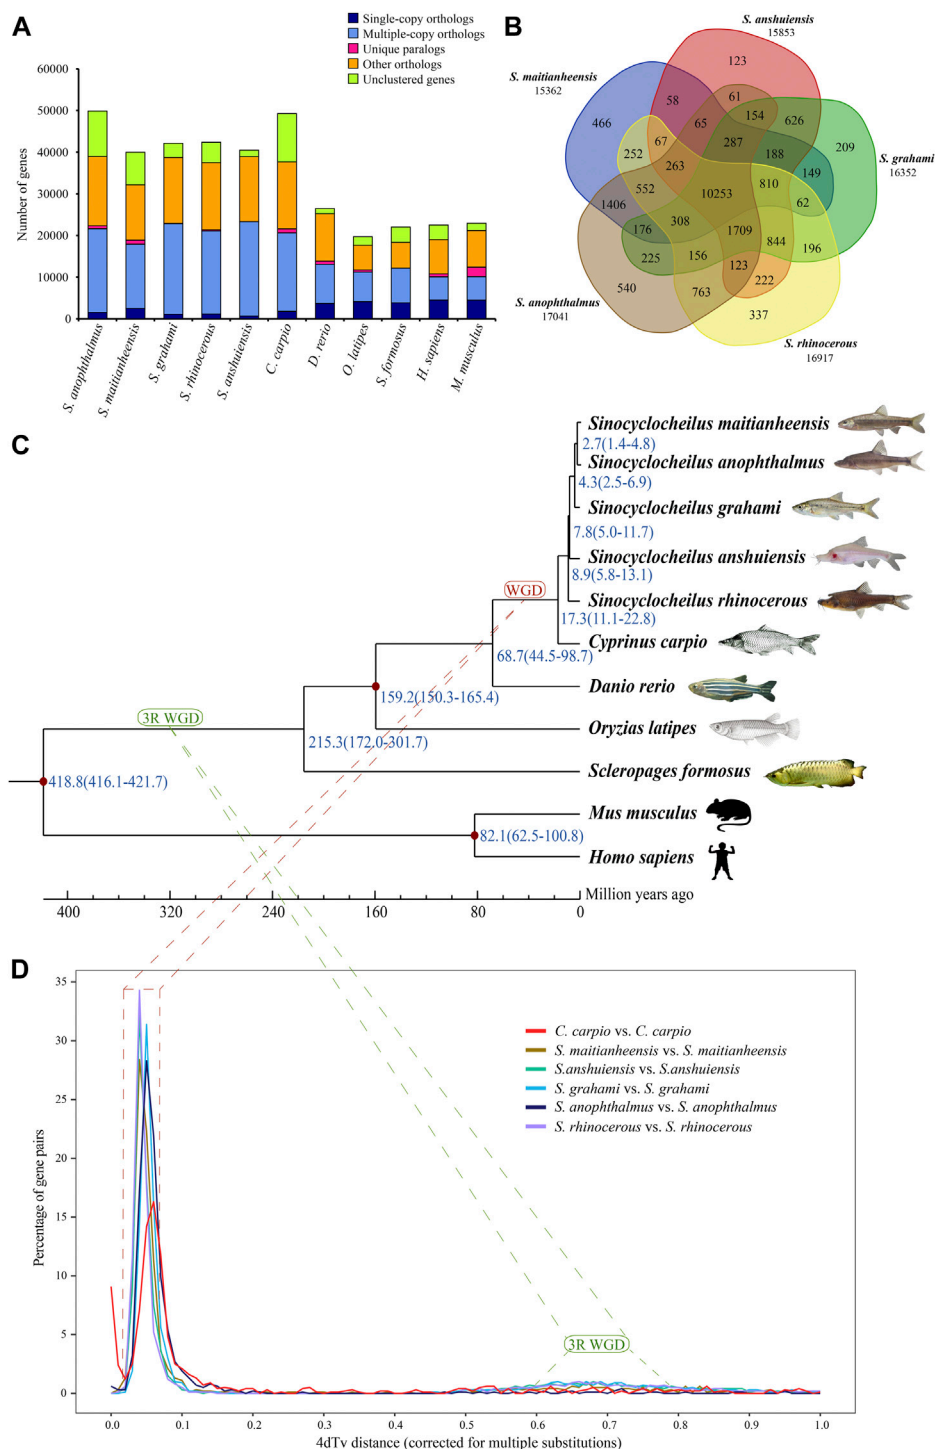 A
Single-copy orthologs
Multiple-copy orthologs
Unique paralogs
Other orthologs
Unclustered genes
Number of genes
60000
50000
40000
30000
20000
10000
0
S. anophthalmus
S. maitianheensis
S. grahami
S. rhinocerous
S. anshuiensis
C. carpio
D. rerio
O. latipes
S. formosus
H. sapiens
M. musculus
B
S. anshuiensis
15853
S. maitianheensis
15362
S. grahami
16352
S. anophthalmus
17041
S. rhinocerous
16917
123
58
61
154
626
466
65
287
209
252
67
188
149
263
552
10253
810
62
1406
308
176
1709
844
196
225
156
123
222
540
763
337
C
Sinocyclocheilus maitianheensis
2.7(1.4-4.8)
Sinocyclocheilus anophthalmus
4.3(2.5-6.9)
Sinocyclocheilus grahami
7.8(5.0-11.7)
Sinocyclocheilus anshuiensis
8.9(5.8-13.1)
WGD
Sinocyclocheilus rhinocerous
17.3(11.1-22.8)
Cyprinus carpio
68.7(44.5-98.7)
Danio rerio
159.2(150.3-165.4)
3R WGD
Oryzias latipes
215.3(172.0-301.7)
Scleropages formosus
418.8(416.1-421.7)
Mus musculus
82.1(62.5-100.8)
Homo sapiens
Million years ago
400 320 240 160 80 0
D
Percentage of gene pairs
35
30
25
20
15
10
5
0
C. carpio vs. C. carpio
S. maitianheensis vs. S. maitianheensis
S.anshuiensis vs. S.anshuiensis
S. grahami vs. S. grahami
S. anophthalmus vs. S. anophthalmus
S. rhinocerous vs. S. rhinocerous
3R WGD
0.0 0.1 0.2 0.3 0.4 0.5 0.6 0.7 0.8 0.9 1.0
4dTv distance (corrected for multiple substitutions)